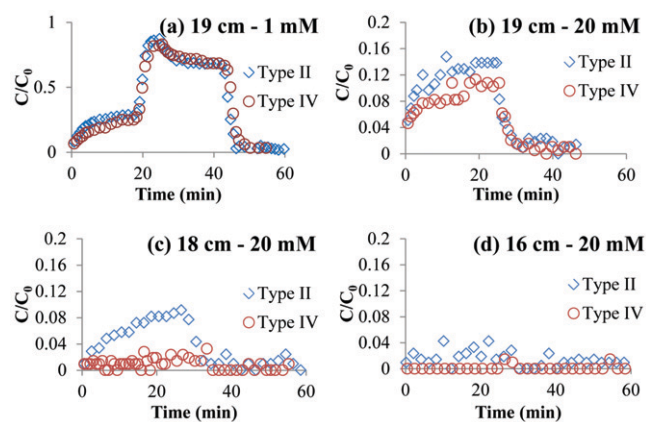 (a) 19 cm - 1 mM
C/C0
1
0.5
0
Type II
Type IV
0 20 40 60
Time (min)
(b) 19 cm - 20 mM
C/C0
0.2
0.16
0.12
0.08
0.04
0
Type II
Type IV
0 20 40 60
Time (min)
(c) 18 cm - 20 mM
C/C0
0.2
0.16
0.12
0.08
0.04
0
Type II
Type IV
0 20 40 60
Time (min)
(d) 16 cm - 20 mM
C/C0
0.2
0.16
0.12
0.08
0.04
0
Type II
Type IV
0 20 40 60
Time (min)